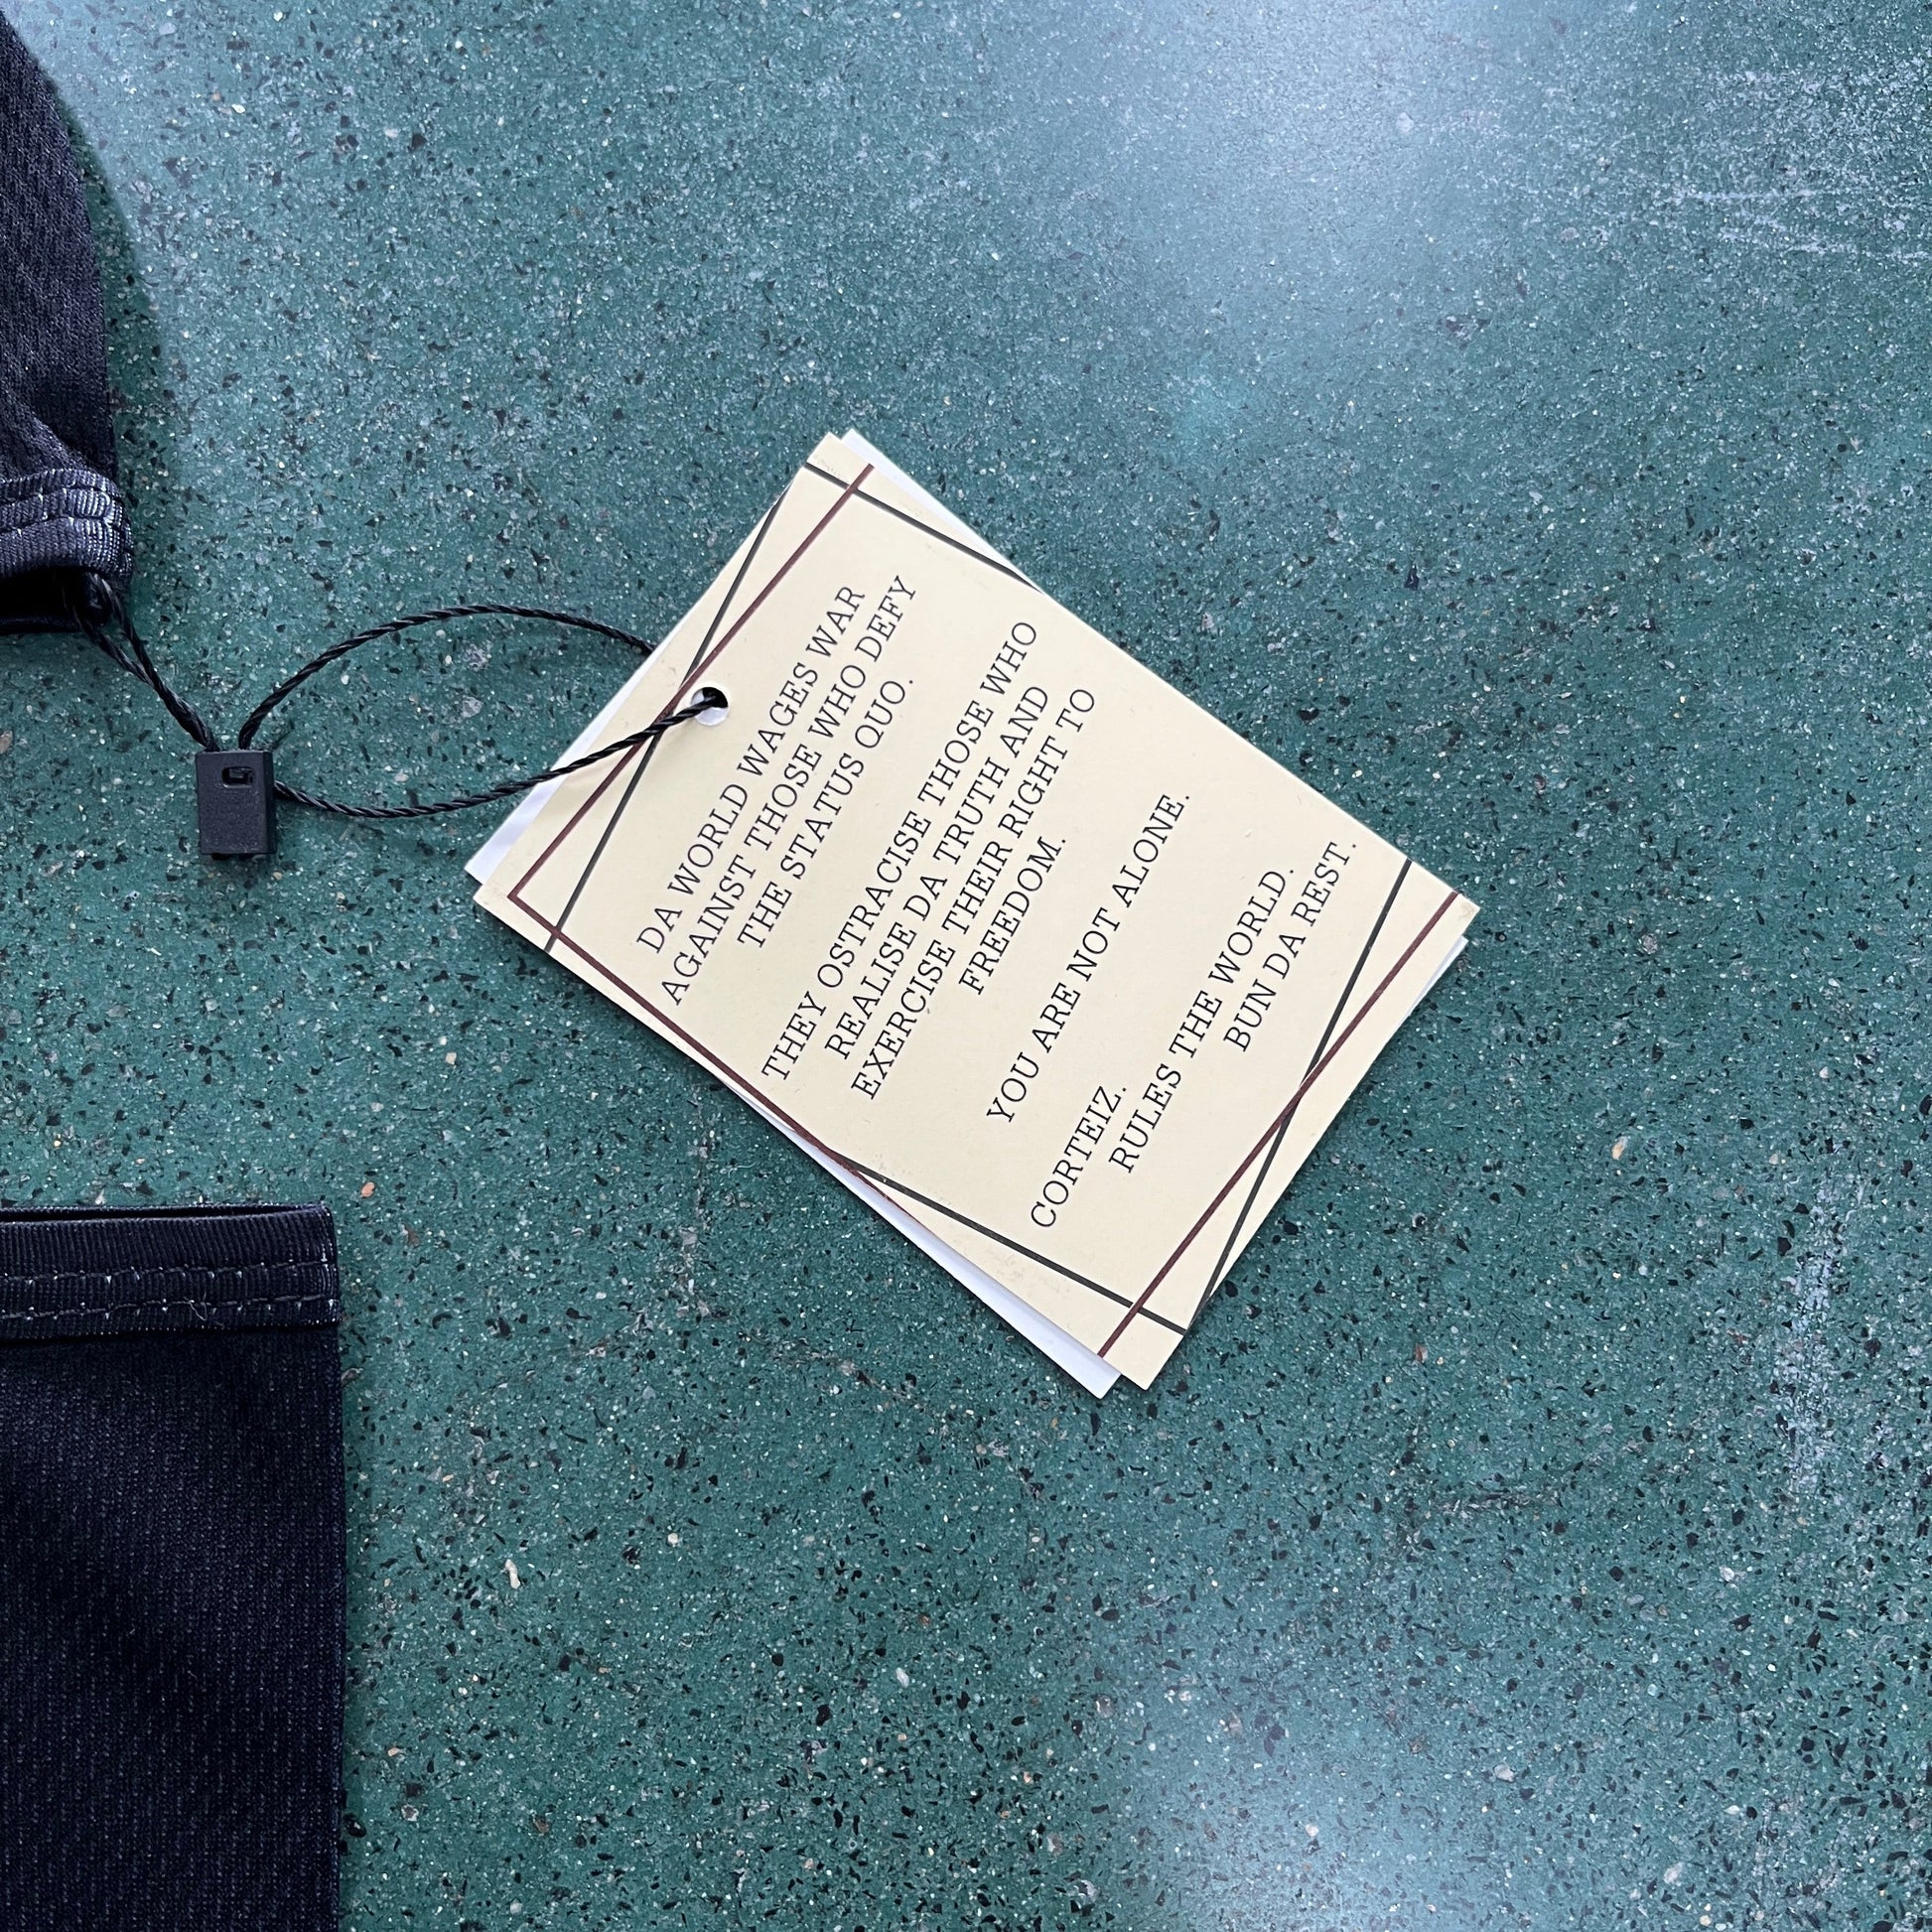 DA WORLD WAGES WAR
AGAINST THOSE WHO DEFY
THE STATUS QUO.
THEY OSTRACISE THOSE WHO
REALISE DA TRUTH AND
EXERCISE THEIR RIGHT TO
FREEDOM.
YOU ARE NOT ALONE.
CORTEIZ.
RULES THE WORLD.
BUN DA REST.